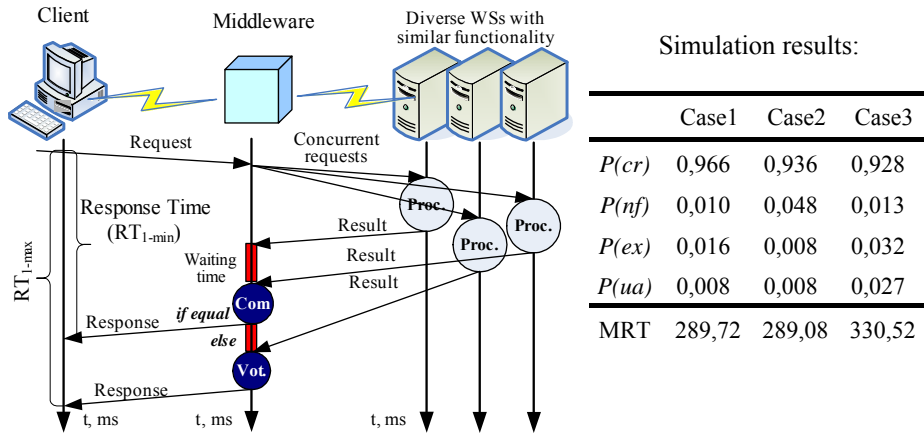 Client
Middleware
Diverse WSs with
similar functionality
Request
Concurrent
requests
Response Time
(RT1-min)
RT1-max
Proc.
Proc.
Proc.
Result
Result
Result
Waiting
time
Com
if equal
Response
else
Vot.
Response
t, ms
t, ms
t, ms
Simulation results:
Case1 Case2 Case3
P(cr) 0,966 0,936 0,928
P(nf) 0,010 0,048 0,013
P(ex) 0,016 0,008 0,032
P(ua) 0,008 0,008 0,027
MRT 289,72 289,08 330,52